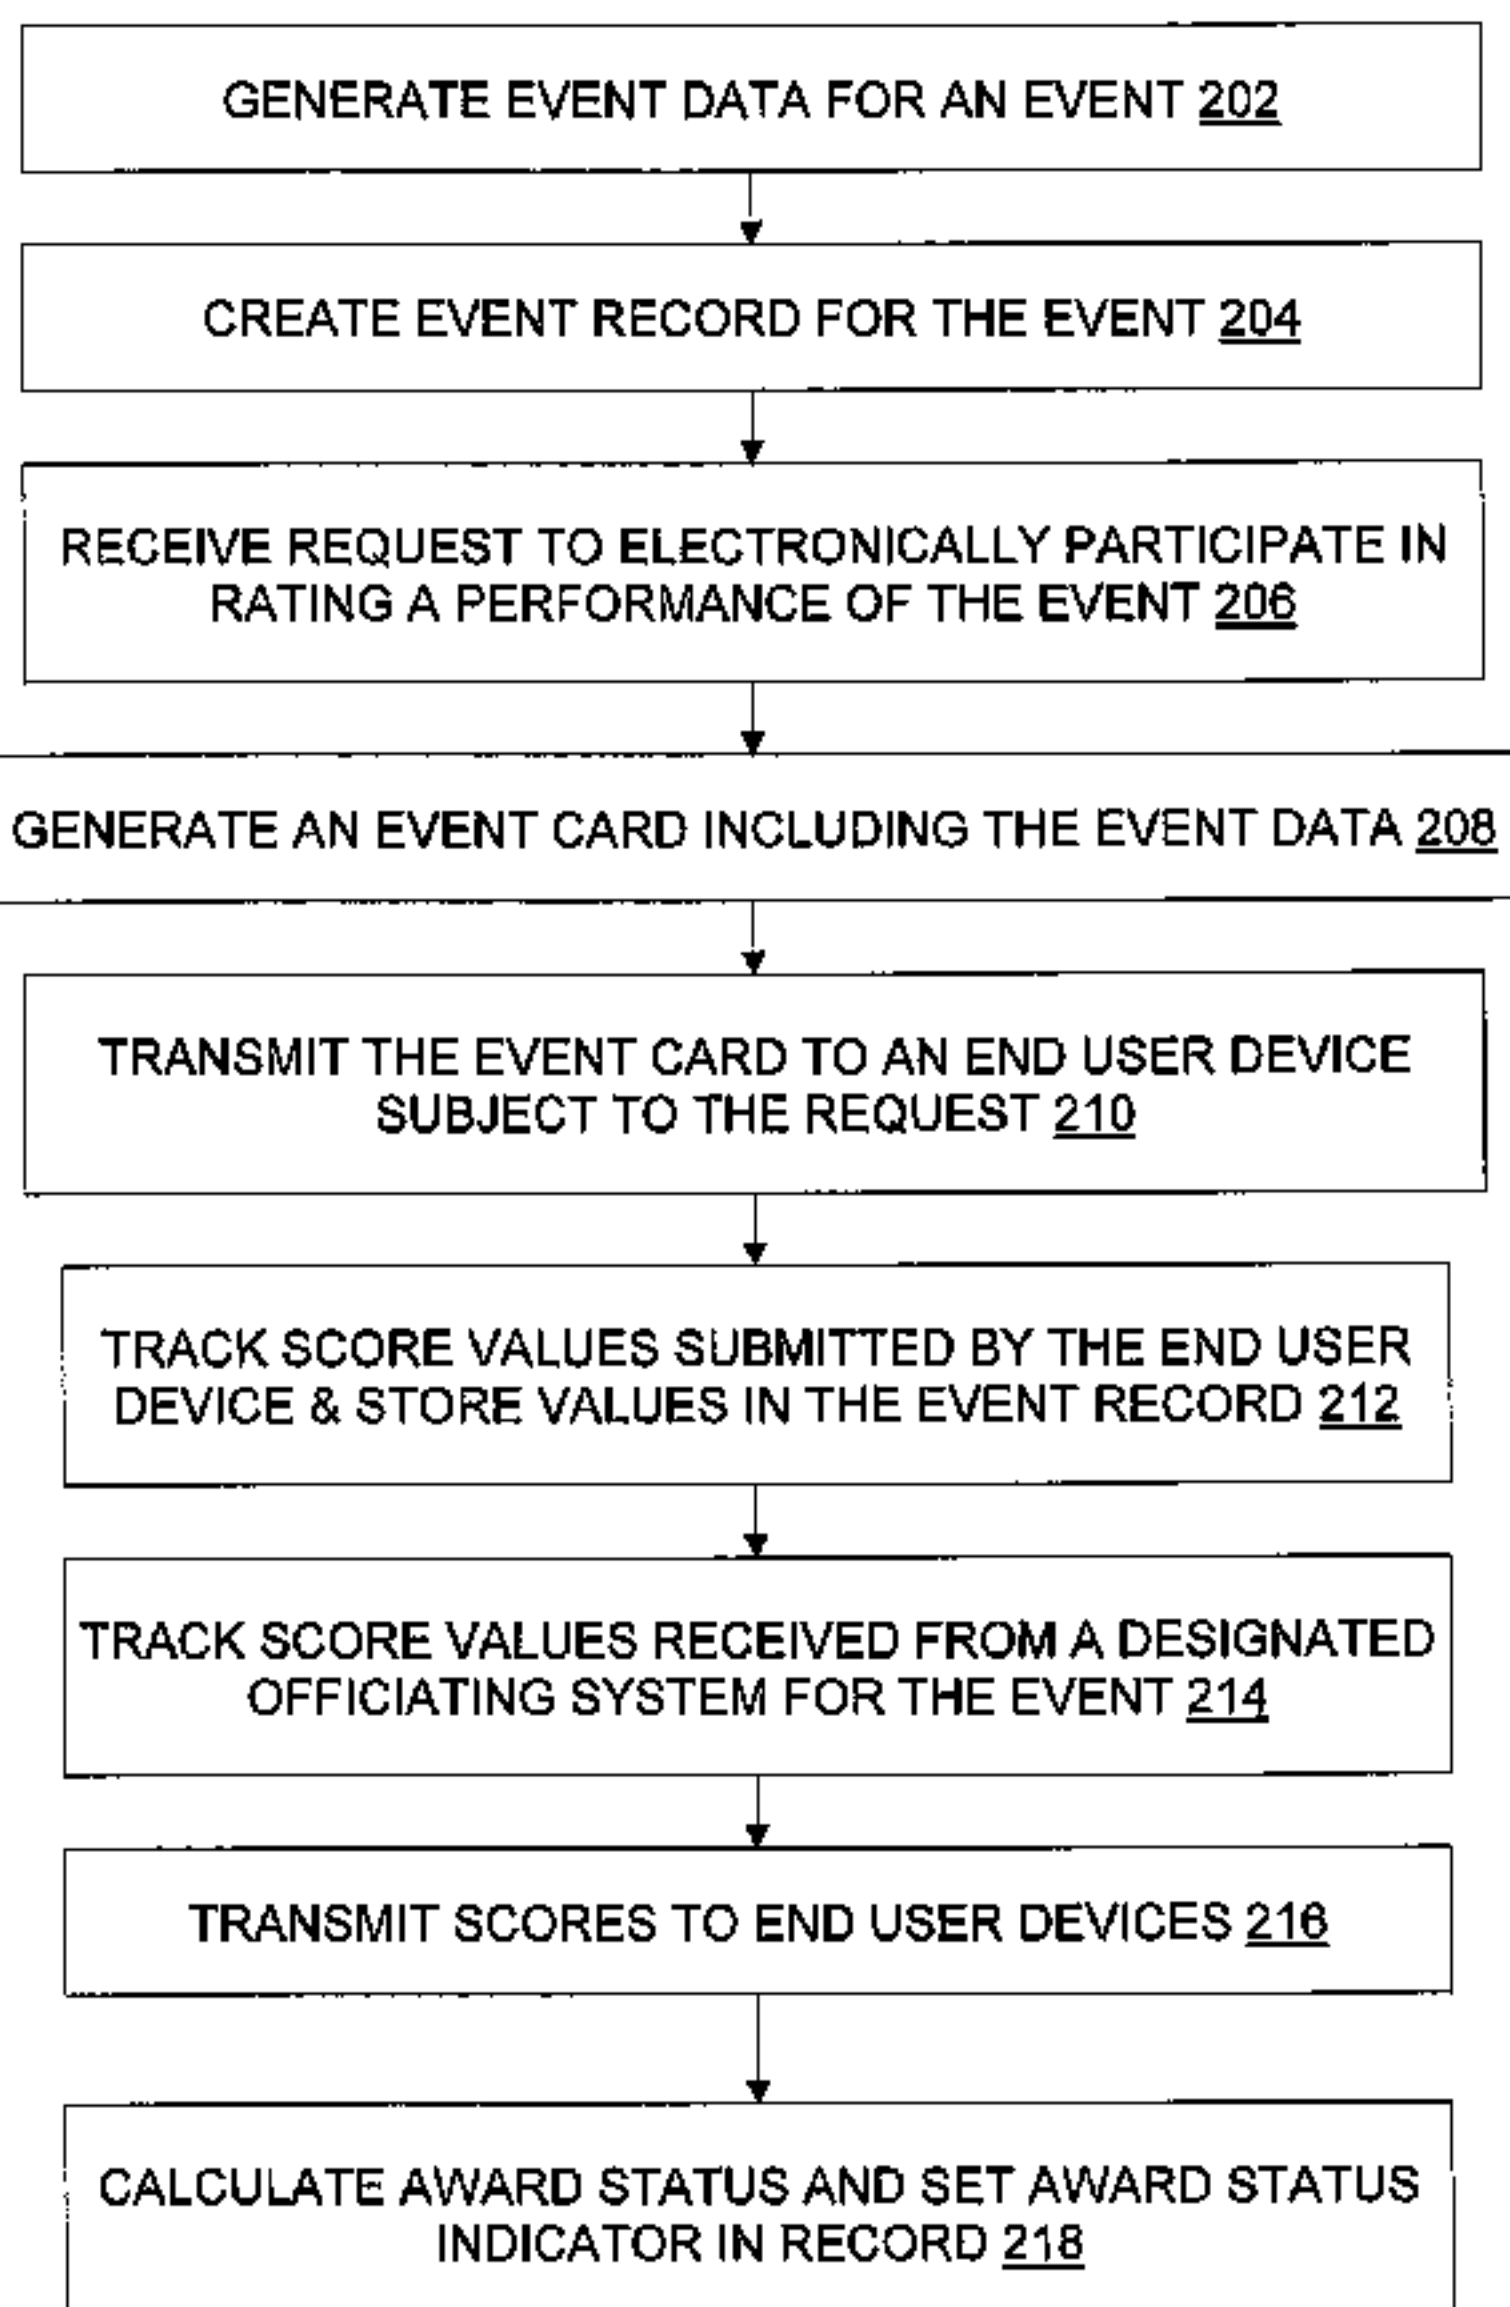 GENERATE EVENT DATA FOR AN EVENT 202
CREATE EVENT RECORD FOR THE EVENT 204
RECEIVE REQUEST TO ELECTRONICALLY PARTICIPATE IN
RATING A PERFORMANCE OF THE EVENT 206
GENERATE AN EVENT CARD INCLUDING THE EVENT DATA 208
TRANSMIT THE EVENT CARD TO AN END USER DEVICE
SUBJECT TO THE REQUEST 210
TRACK SCORE VALUES SUBMITTED BY THE END USER
DEVICE & STORE VALUES IN THE EVENT RECORD 212
TRACK SCORE VALUES RECEIVED FROM A DESIGNATED
OFFICIATING SYSTEM FOR THE EVENT 214
TRANSMIT SCORES TO END USER DEVICES 216
CALCULATE AWARD STATUS AND SET AWARD STATUS
INDICATOR IN RECORD 218